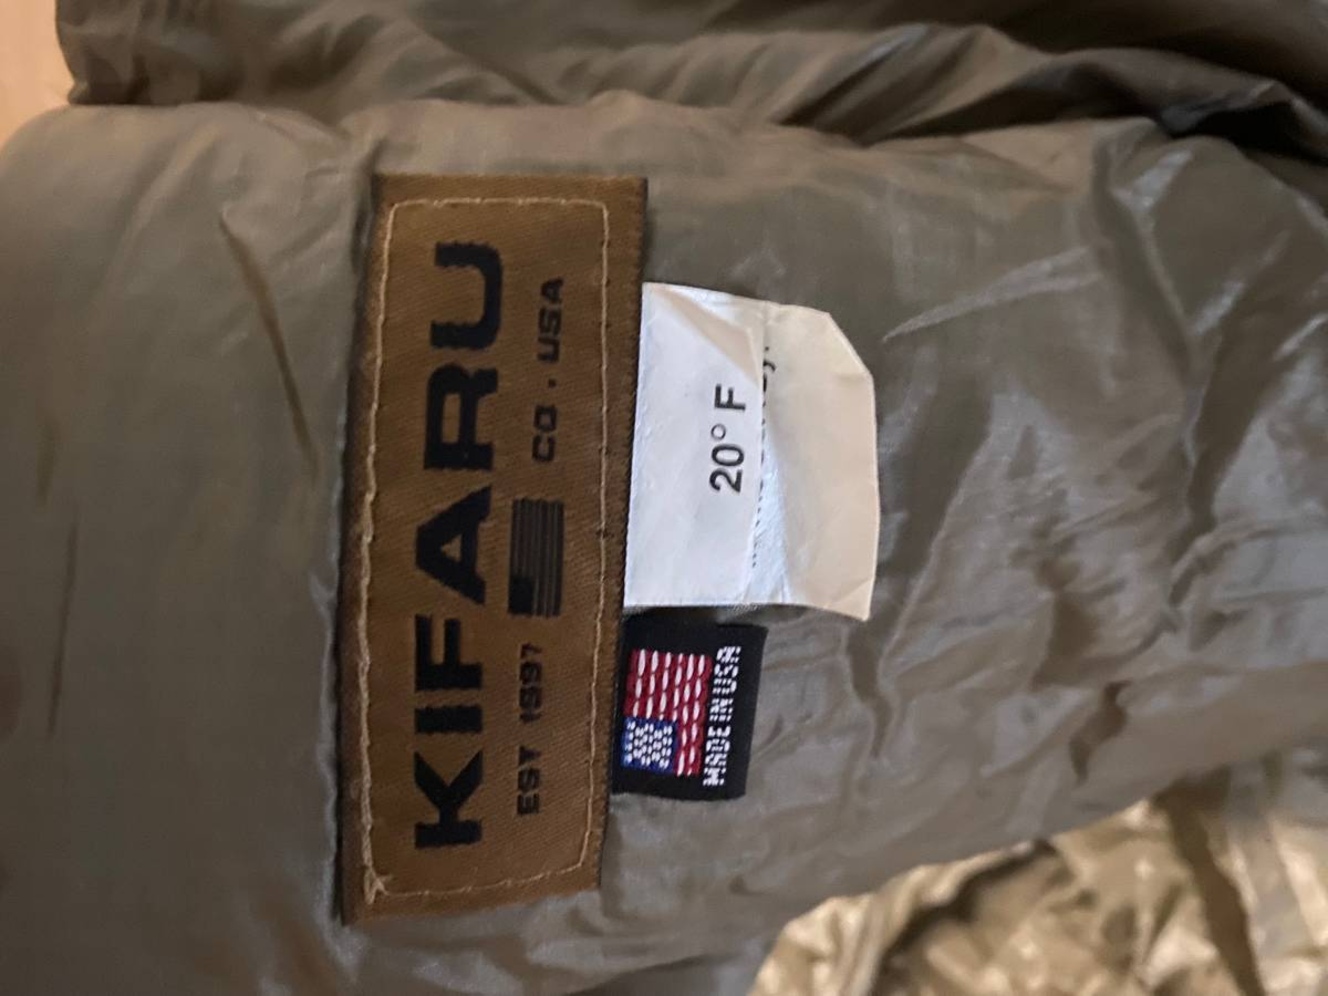 KIFARU
EST 1997 CO. USA
20° F
MADE IN USA